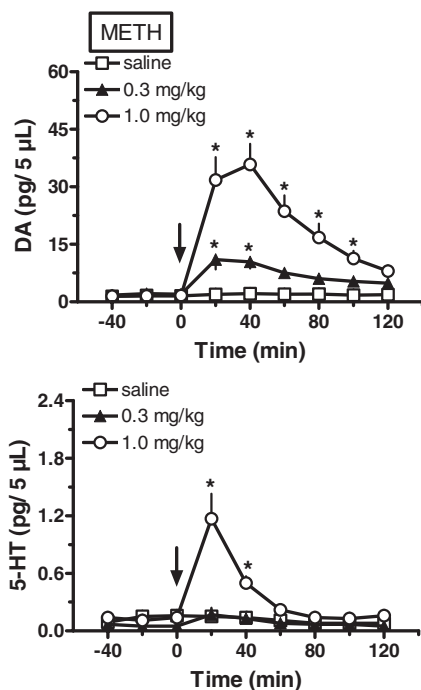 METH
saline
0.3 mg/kg
1.0 mg/kg
DA (pg/ 5 µL)
60
45
30
15
0
* * * * *
* *
-40 0 40 80 120
Time (min)
saline
0.3 mg/kg
1.0 mg/kg
5-HT (pg/ 5 µL)
2.4
1.8
1.2
0.6
0.0
*
*
-40 0 40 80 120
Time (min)